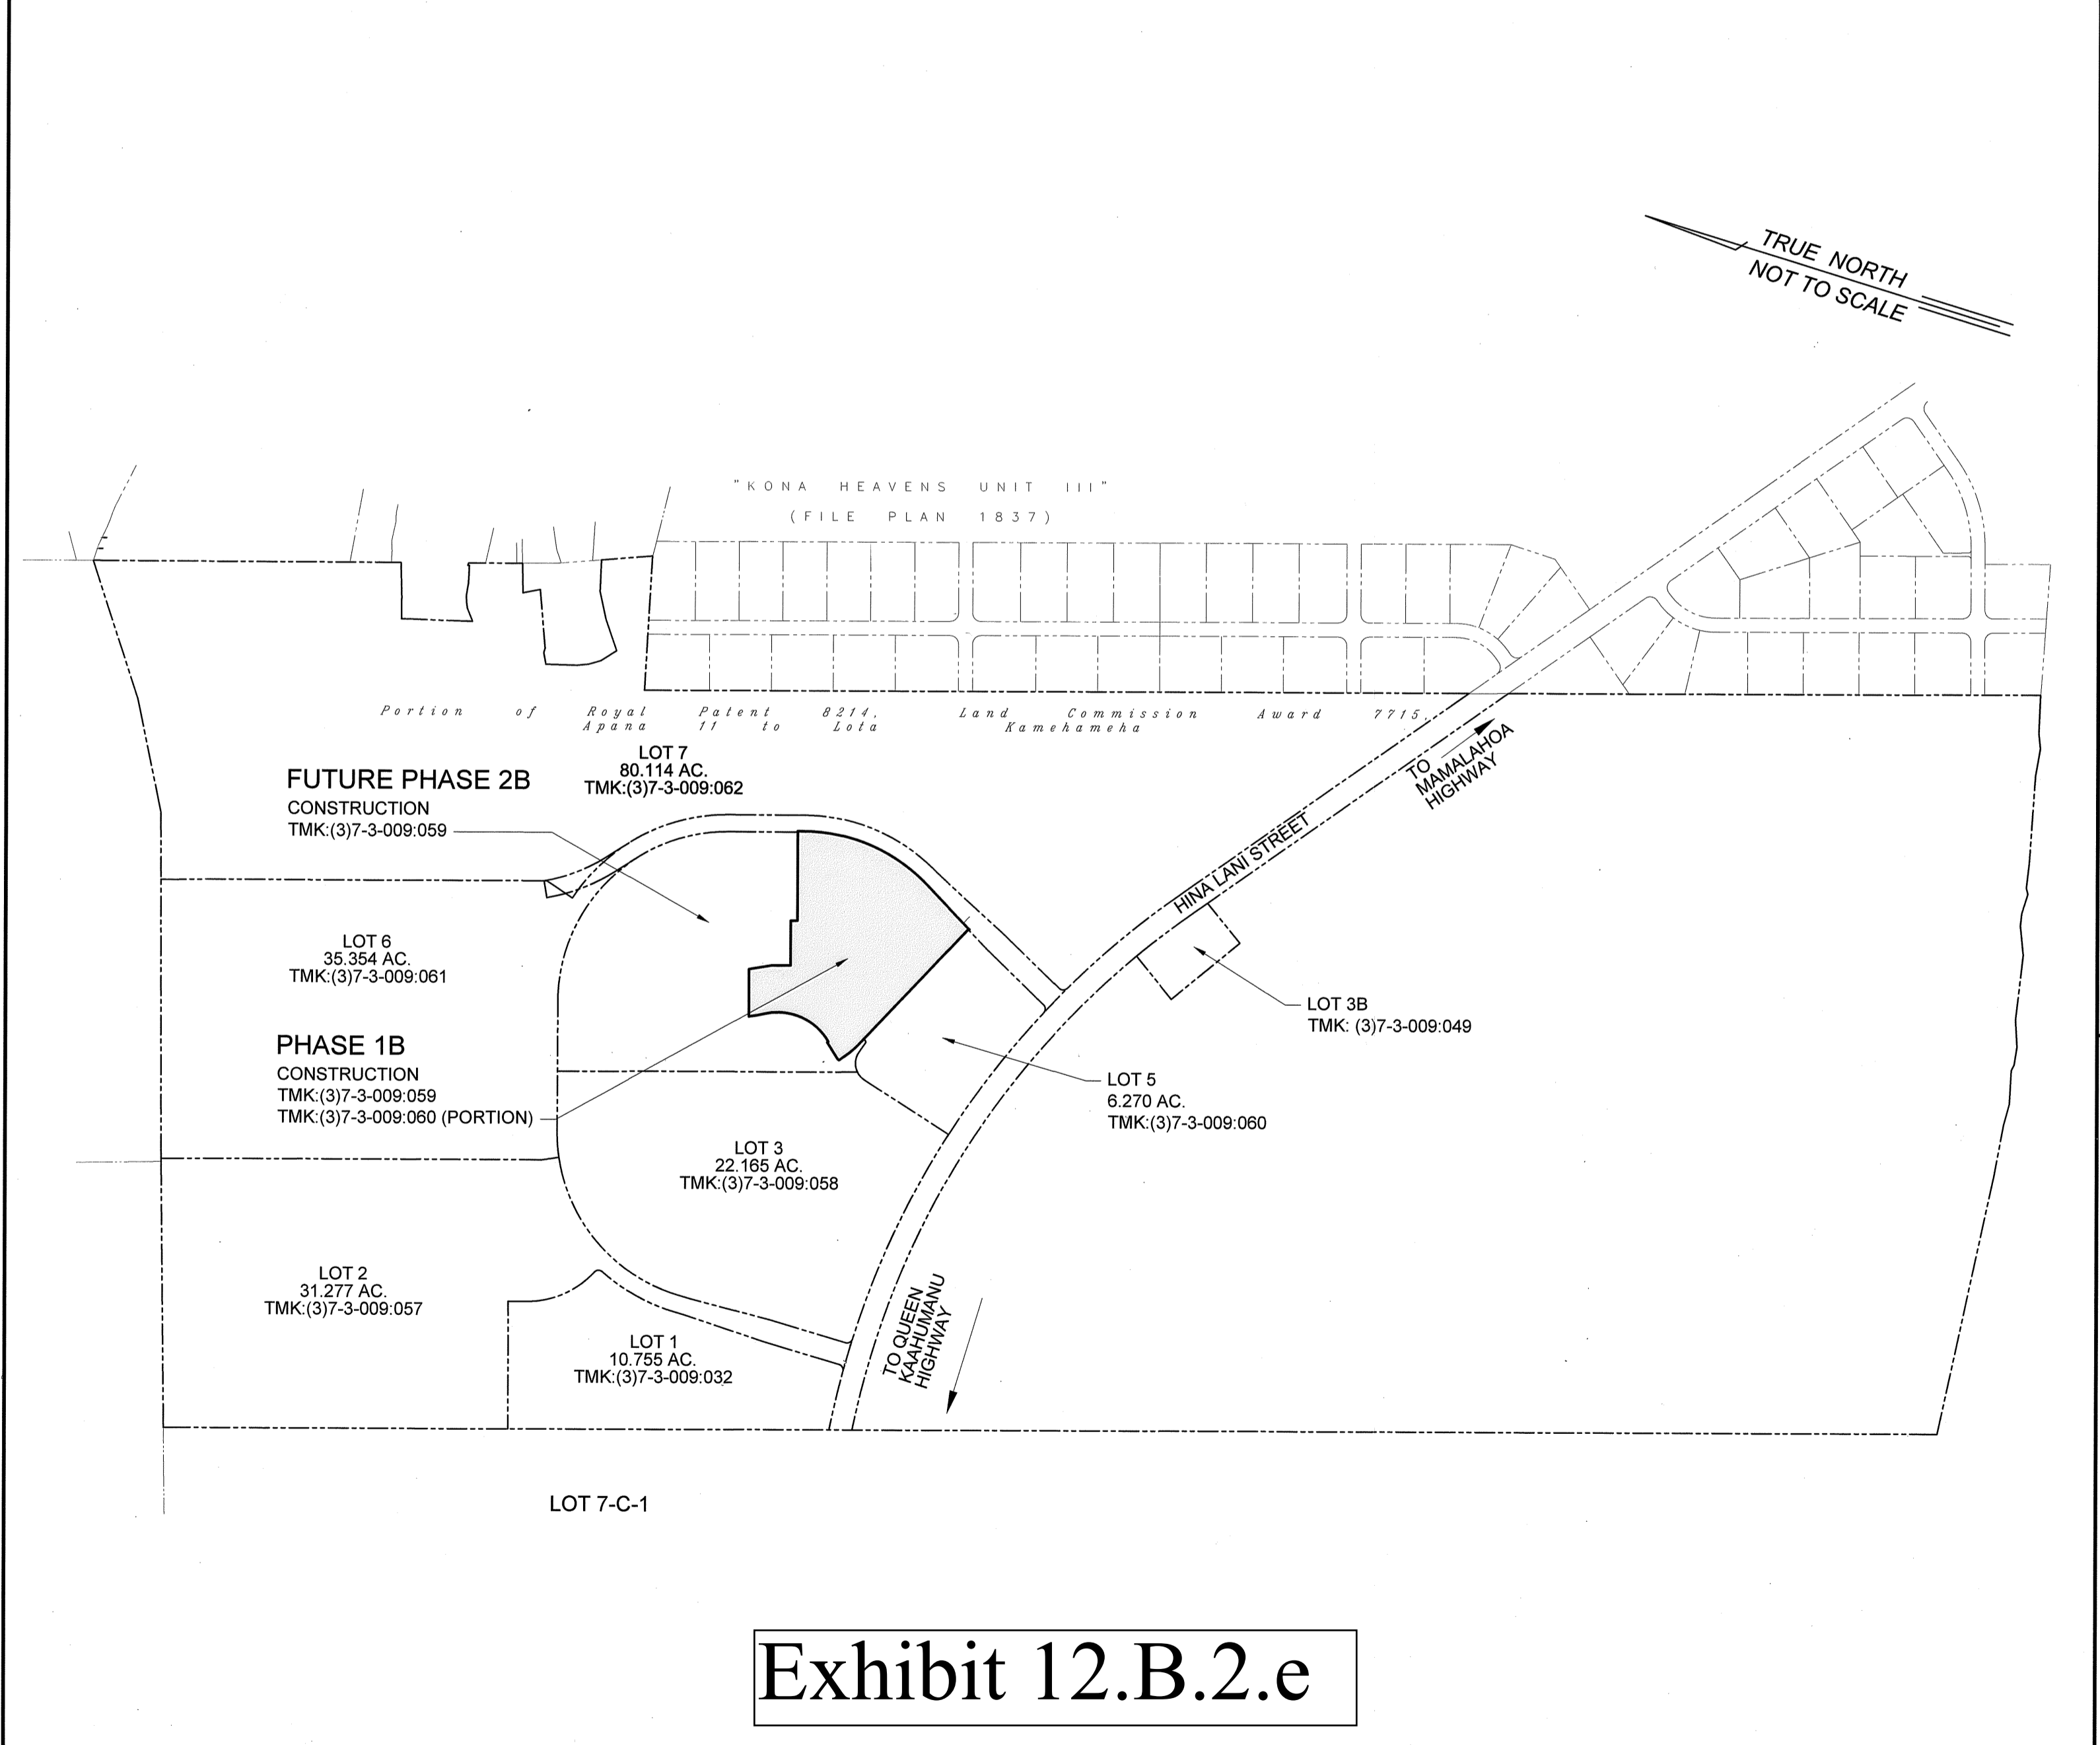 TRUE NORTH
NOT TO SCALE
"KONA HEAVENS UNIT III"
(FILE PLAN 1837)
Portion of Royal Patent 8214, Land Commission Award 7715,
Apana 11 to Lota Kamehameha
LOT 7
80.114 AC.
TMK:(3)7-3-009:062
FUTURE PHASE 2B
CONSTRUCTION
TMK:(3)7-3-009:059
TO
MAMALAHOA
HIGHWAY
HINA LANI STREET
LOT 6
35.354 AC.
TMK:(3)7-3-009:061
LOT 3B
TMK: (3)7-3-009:049
PHASE 1B
CONSTRUCTION
TMK:(3)7-3-009:059
TMK:(3)7-3-009:060 (PORTION)
LOT 5
6.270 AC.
TMK:(3)7-3-009:060
LOT 3
22.165 AC.
TMK:(3)7-3-009:058
LOT 2
31.277 AC.
TMK:(3)7-3-009:057
TO QUEEN
KAAHUMANU
HIGHWAY
LOT 1
10.755 AC.
TMK:(3)7-3-009:032
LOT 7-C-1
Exhibit 12.B.2.e